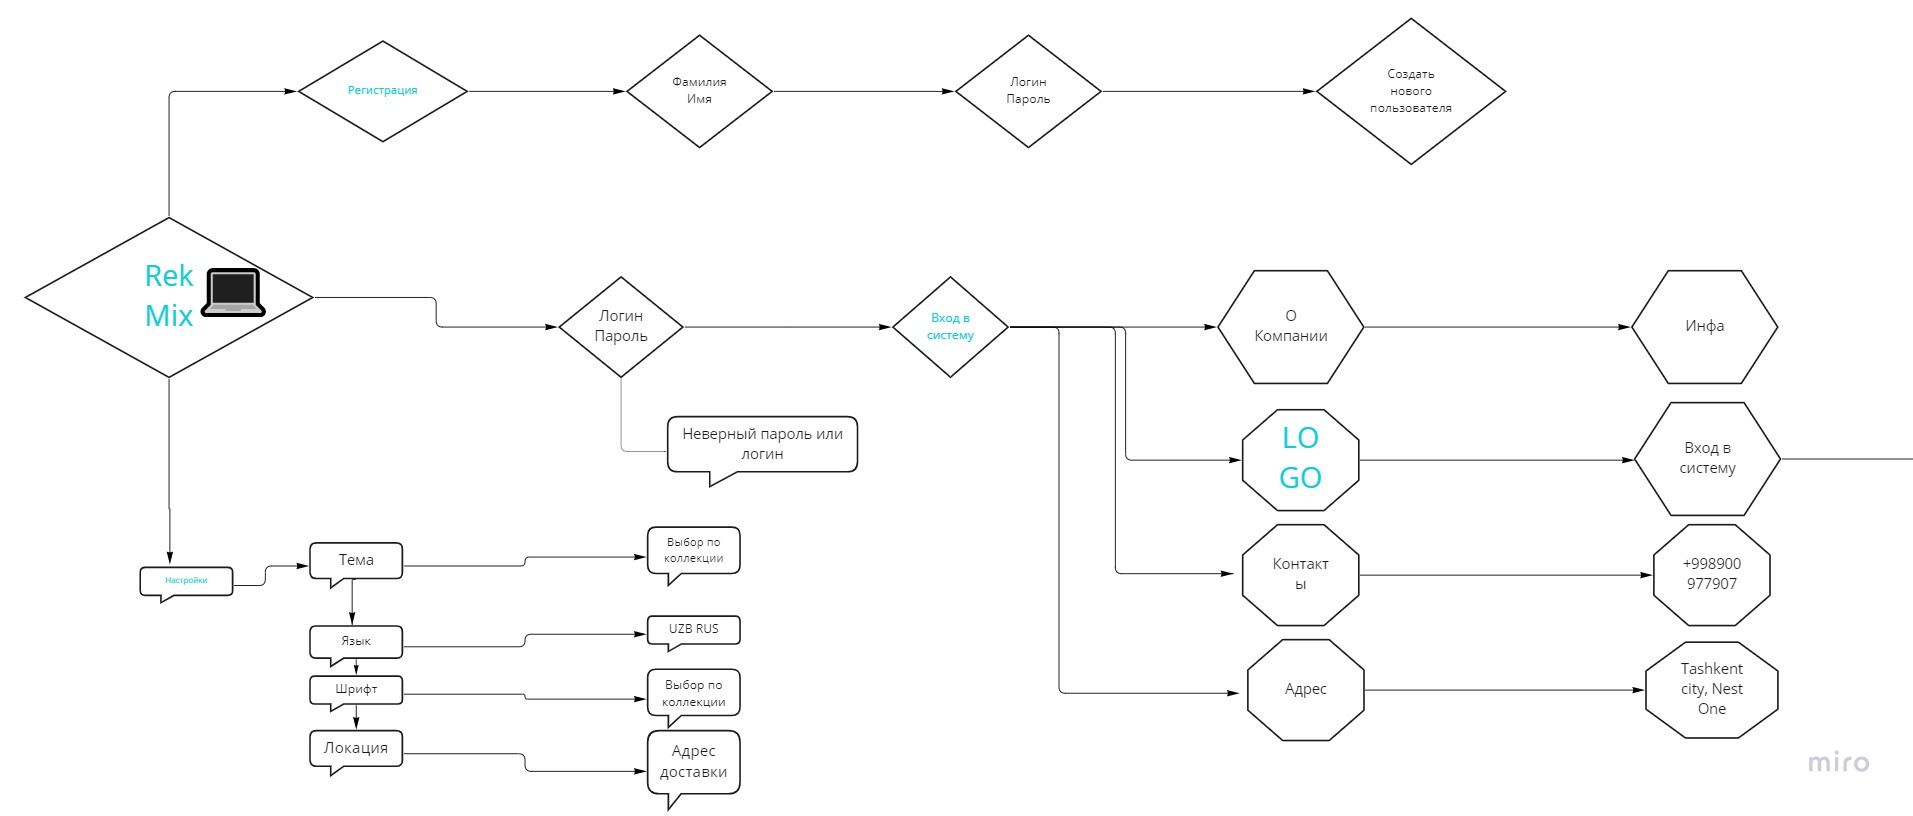 Регистрация
Фамилия
Имя
Логин
Пароль
Создать
нового
пользователя
Rek
Mix
Логин
Пароль
Вход в
систему
О
Компании
Инфа
Неверный пароль или
логин
LO
GO
Вход в
систему
Контакт
ы
+998900
977907
Адрес
Tashkent
city, Nest
One
Настройки
Тема
Выбор по
коллекции
Язык
UZB RUS
Шрифт
Выбор по
коллекции
Локация
Адрес
доставки
miro